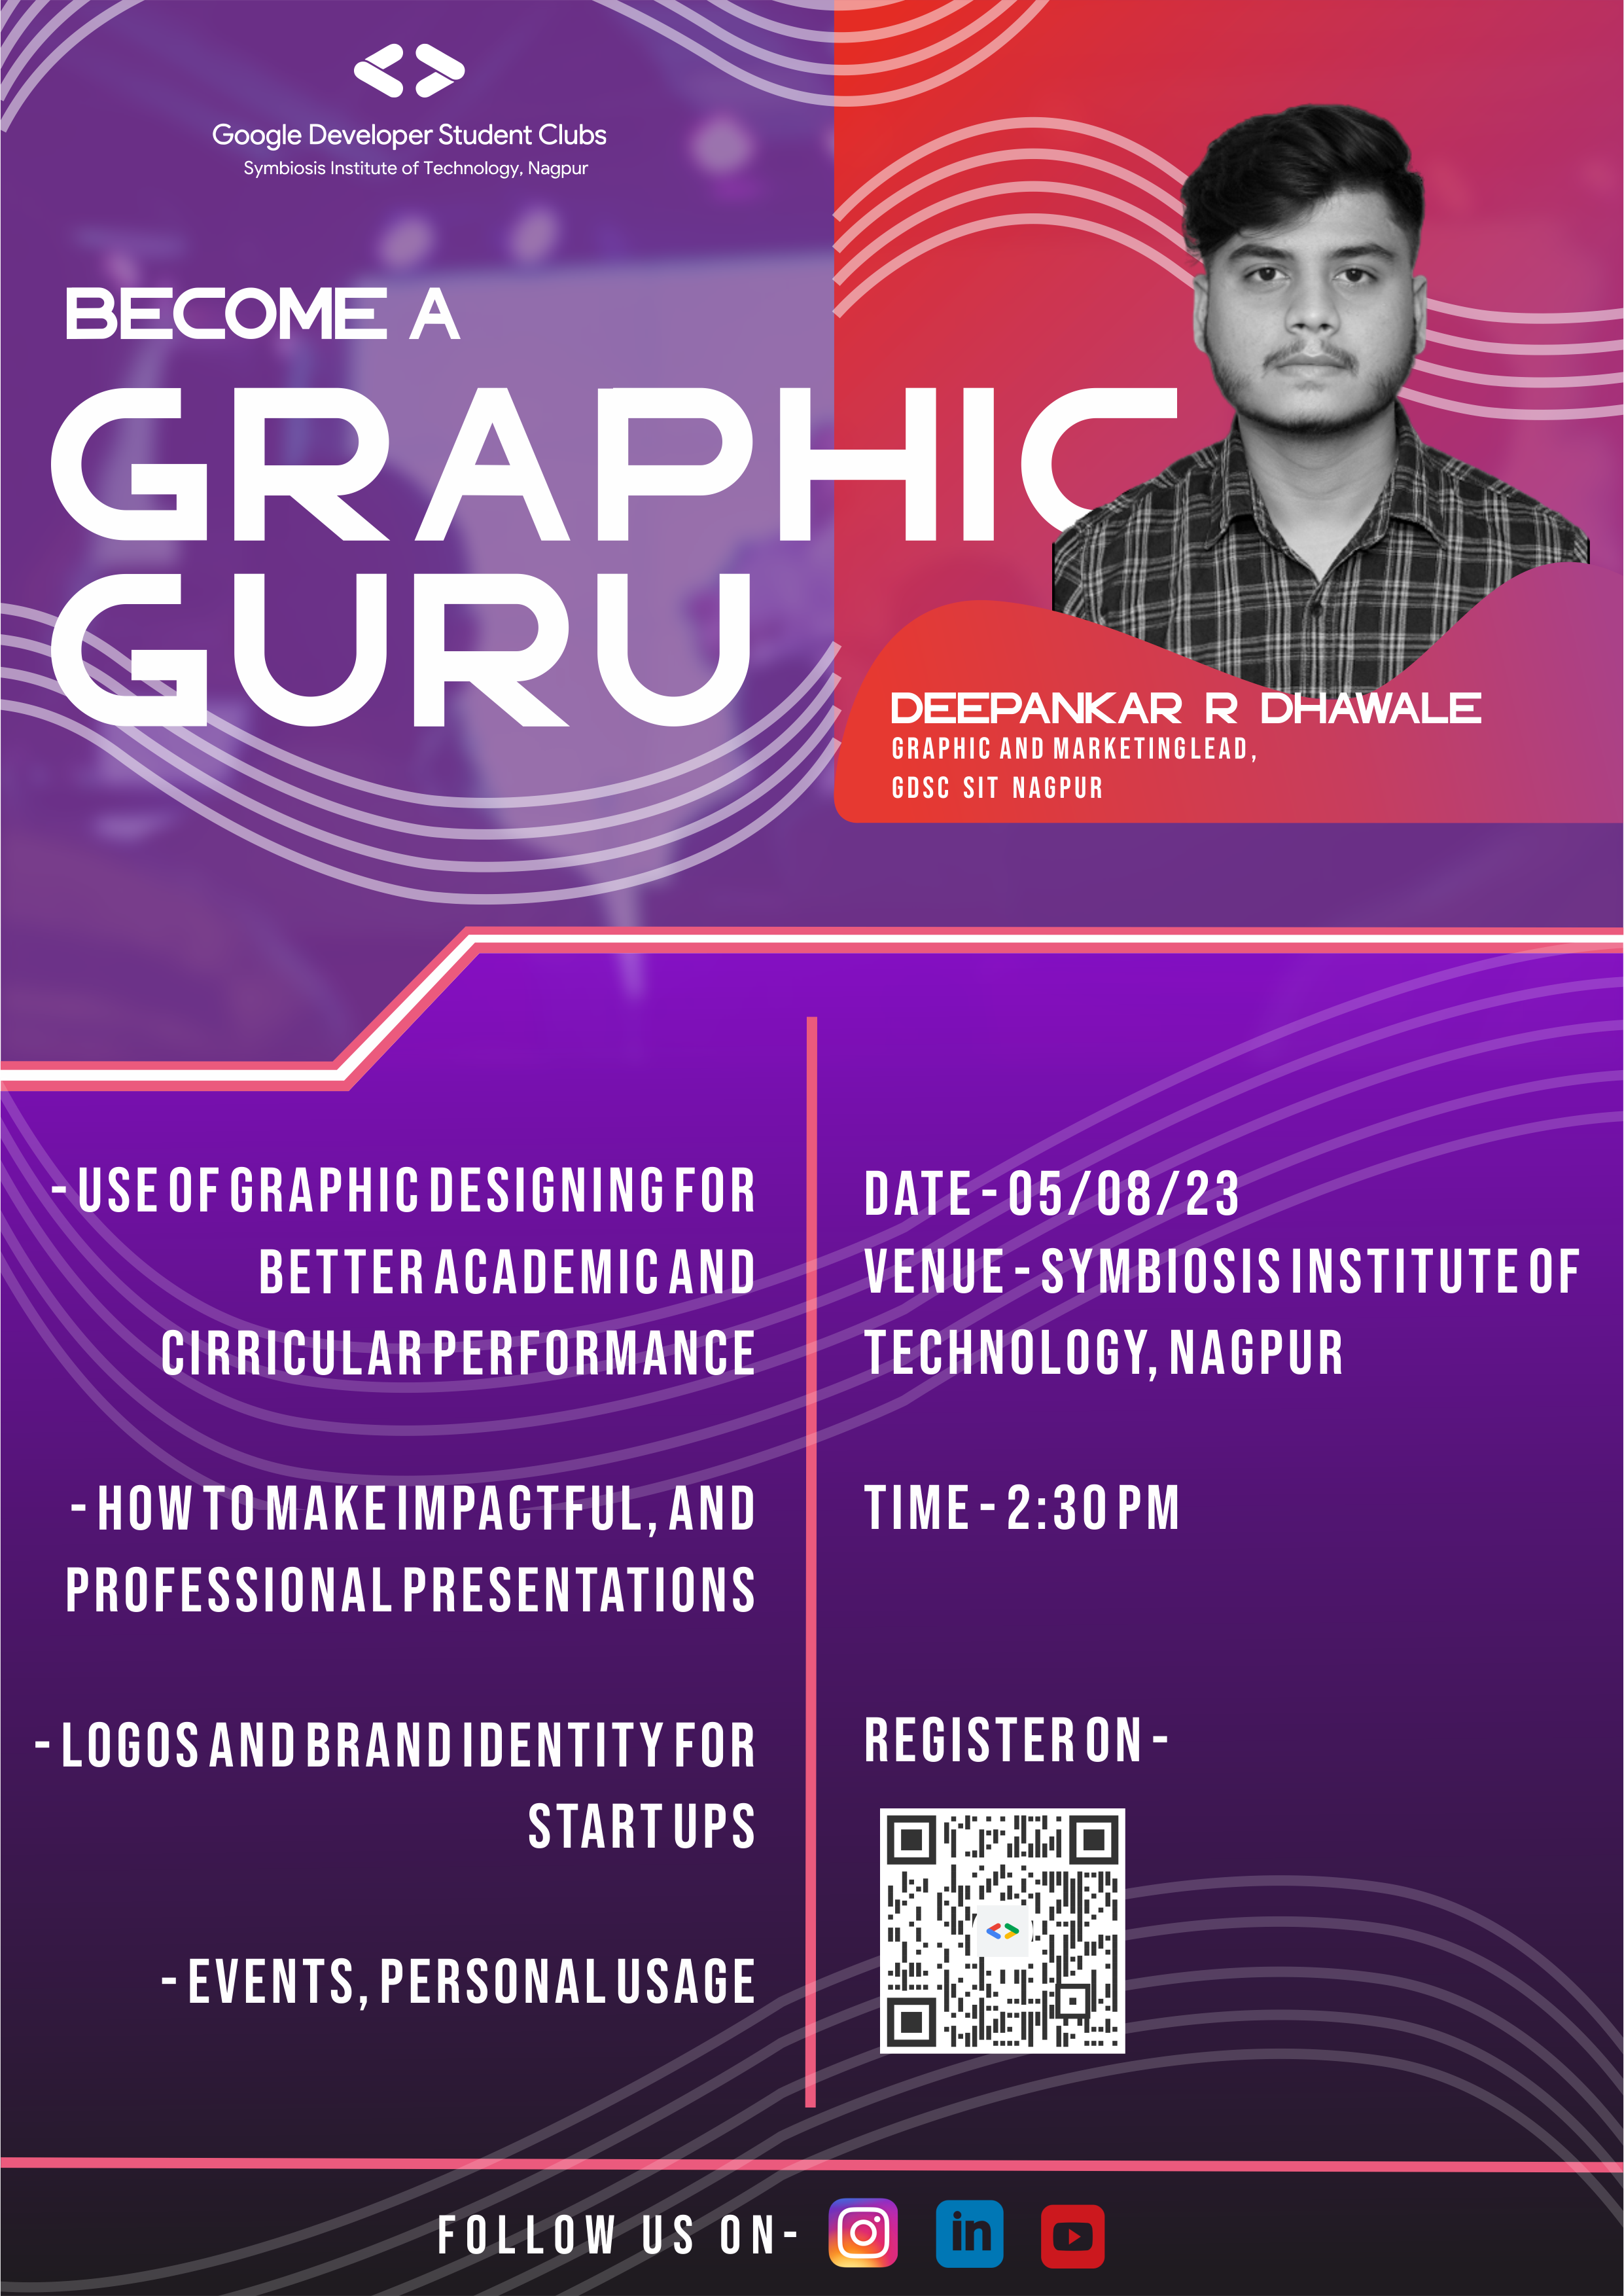 Google Developer Student Clubs
Symbiosis Institute of Technology, Nagpur
BECOME A
GRAPHIC
GURU
DEEPANKAR R DHAWALE
GRAPHIC AND MARKETING LEAD,
GDSC SIT NAGPUR
- USE OF GRAPHIC DESIGNING FOR
BETTER ACADEMIC AND
CIRRICULAR PERFORMANCE
- HOW TO MAKE IMPACTFUL, AND
PROFESSIONAL PRESENTATIONS
- LOGOS AND BRAND IDENTITY FOR
START UPS
- EVENTS, PERSONAL USAGE
DATE - 05/08/23
VENUE - SYMBIOSIS INSTITUTE OF
TECHNOLOGY, NAGPUR
TIME - 2:30 PM
REGISTER ON -
FOLLOW US ON-
in